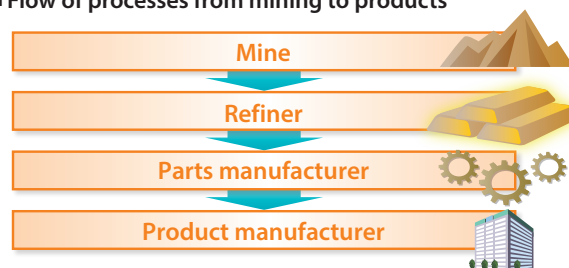 Flow of processes from mining to products
Mine
Refiner
Parts manufacturer
Product manufacturer